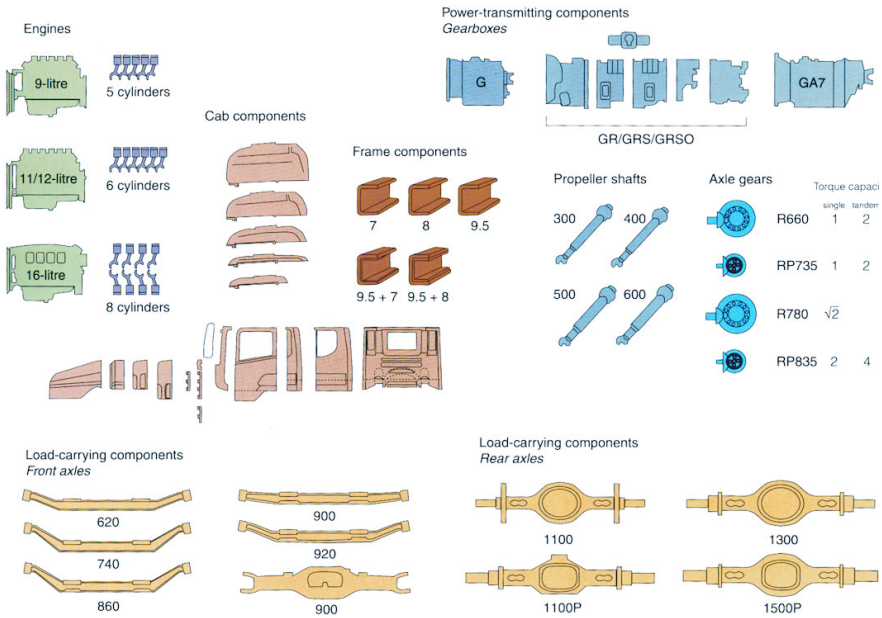 Engines
9-litre
5 cylinders
11/12-litre
6 cylinders
16-litre
8 cylinders
Cab components
Frame components
7
8
9.5
9.5 + 7
9.5 + 8
Power-transmitting components
Gearboxes
G
GA7
GR/GRS/GRSO
Propeller shafts
300
400
500
600
Axle gears
Torque capaci
single tandem
R660 1 2
RP735 1 2
R780 √2
RP835 2 4
Load-carrying components
Front axles
620
900
740
920
860
900
Load-carrying components
Rear axles
1100
1300
1100P
1500P